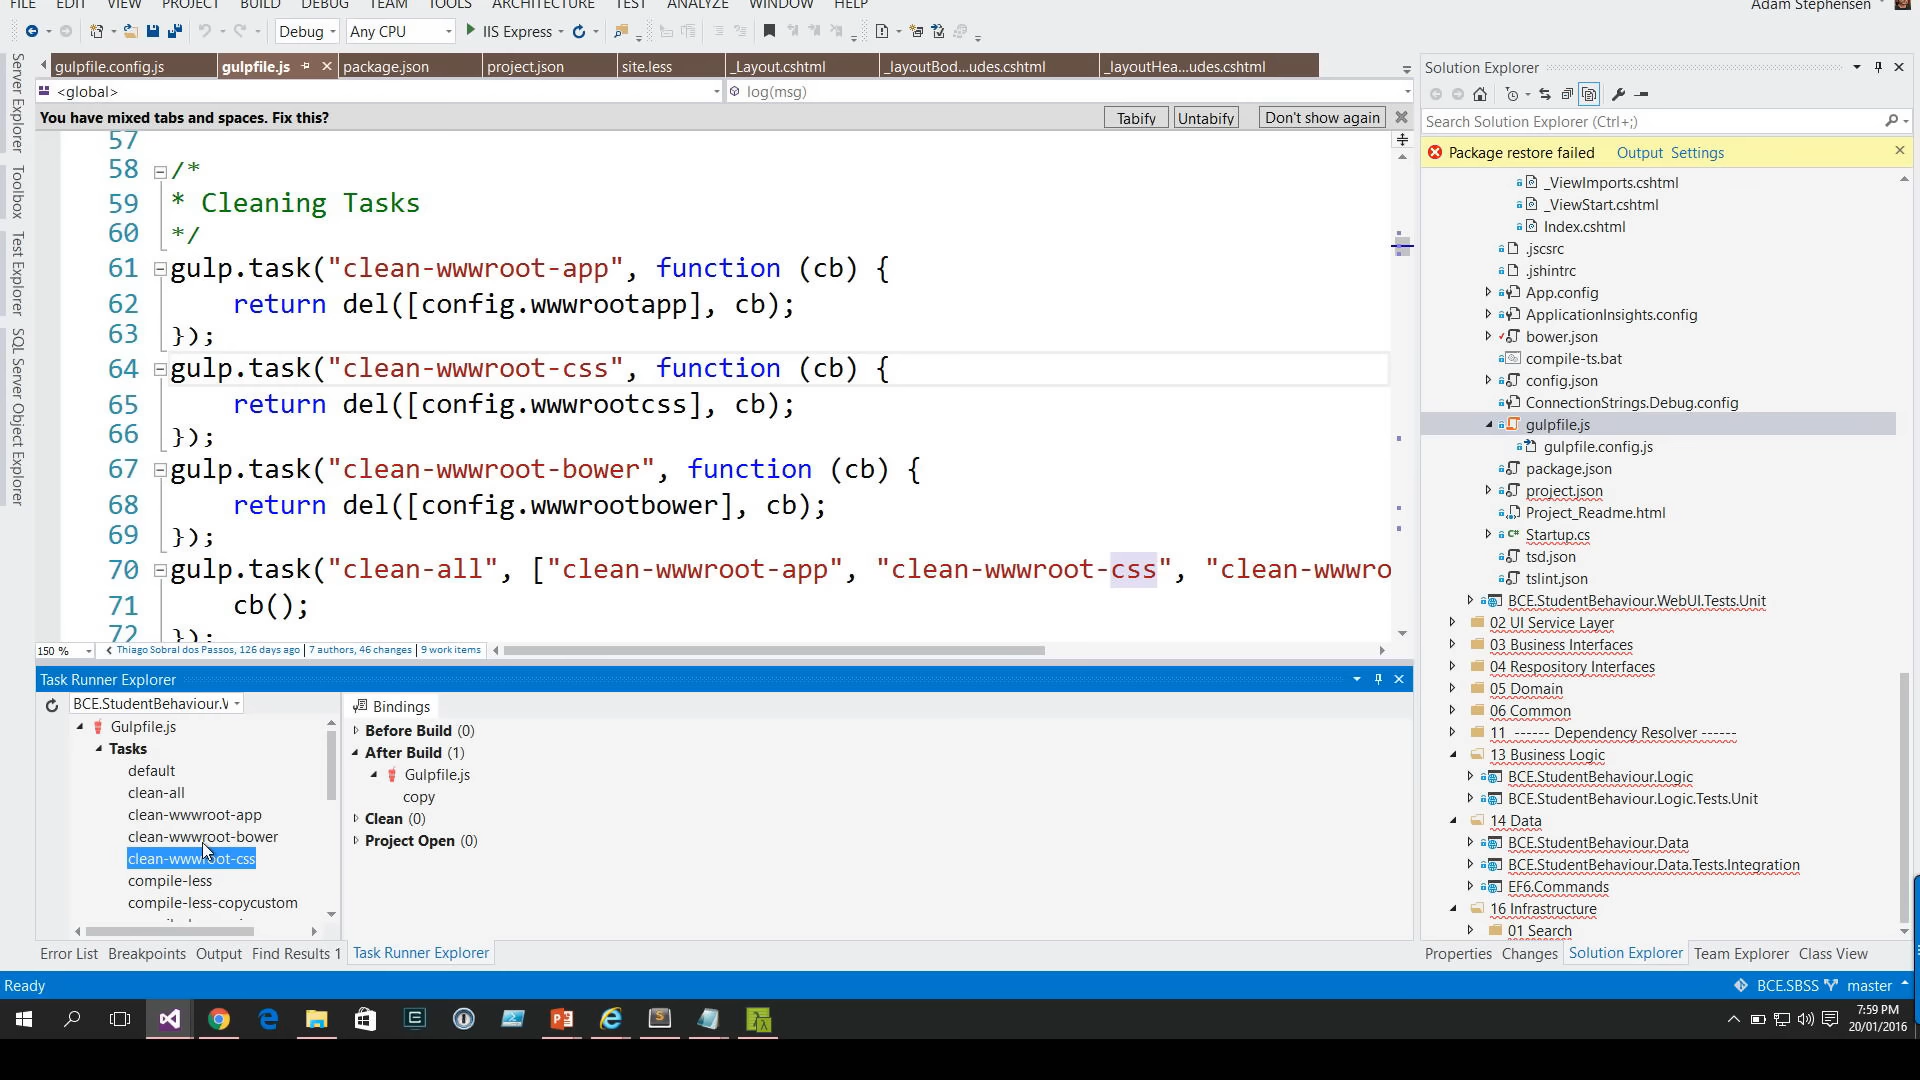 FILE EDIT VIEW PROJECT BUILD DEBUG TEAM TOOLS ARCHITECTURE TEST ANALYZE WINDOW HELP
Adam Stephensen
Debug Any CPU IIS Express
gulpfile.config.js gulpfile.js package.json project.json site.less _Layout.cshtml _layoutBod...udes.cshtml _layoutHea...udes.cshtml
<global> log(msg)
You have mixed tabs and spaces. Fix this? Tabify Untabify Don't show again
57
58 /*
59 * Cleaning Tasks
60 */
61 gulp.task("clean-wwwroot-app", function (cb) {
62 return del([config.wwwrootapp], cb);
63 });
64 gulp.task("clean-wwwroot-css", function (cb) {
65 return del([config.wwwrootcss], cb);
66 });
67 gulp.task("clean-wwwroot-bower", function (cb) {
68 return del([config.wwwrootbower], cb);
69 });
70 gulp.task("clean-all", ["clean-wwwroot-app", "clean-wwwroot-css", "clean-wwwro
71 cb();
72 });
150 % Thiago Sobral dos Passos, 126 days ago | 7 authors, 46 changes | 9 work items
Server Explorer
Toolbox
Test Explorer
SQL Server Object Explorer
Task Runner Explorer
BCE.StudentBehaviour.V
Gulpfile.js
Tasks
default
clean-all
clean-wwwroot-app
clean-wwwroot-bower
clean-wwwroot-css
compile-less
compile-less-copycustom
Bindings
Before Build (0)
After Build (1)
Gulpfile.js
copy
Clean (0)
Project Open (0)
Error List Breakpoints Output Find Results 1 Task Runner Explorer
Solution Explorer
Search Solution Explorer (Ctrl+;)
Package restore failed Output Settings
_ViewImports.cshtml
_ViewStart.cshtml
Index.cshtml
.jscsrc
.jshintrc
App.config
ApplicationInsights.config
bower.json
compile-ts.bat
config.json
ConnectionStrings.Debug.config
gulpfile.js
gulpfile.config.js
package.json
project.json
Project_Readme.html
Startup.cs
tsd.json
tslint.json
BCE.StudentBehaviour.WebUI.Tests.Unit
02 UI Service Layer
03 Business Interfaces
04 Respository Interfaces
05 Domain
06 Common
11 ------ Dependency Resolver ------
13 Business Logic
BCE.StudentBehaviour.Logic
BCE.StudentBehaviour.Logic.Tests.Unit
14 Data
BCE.StudentBehaviour.Data
BCE.StudentBehaviour.Data.Tests.Integration
EF6.Commands
16 Infrastructure
01 Search
Properties Changes Solution Explorer Team Explorer Class View
Ready
BCE.SBSS master
7:59 PM
20/01/2016